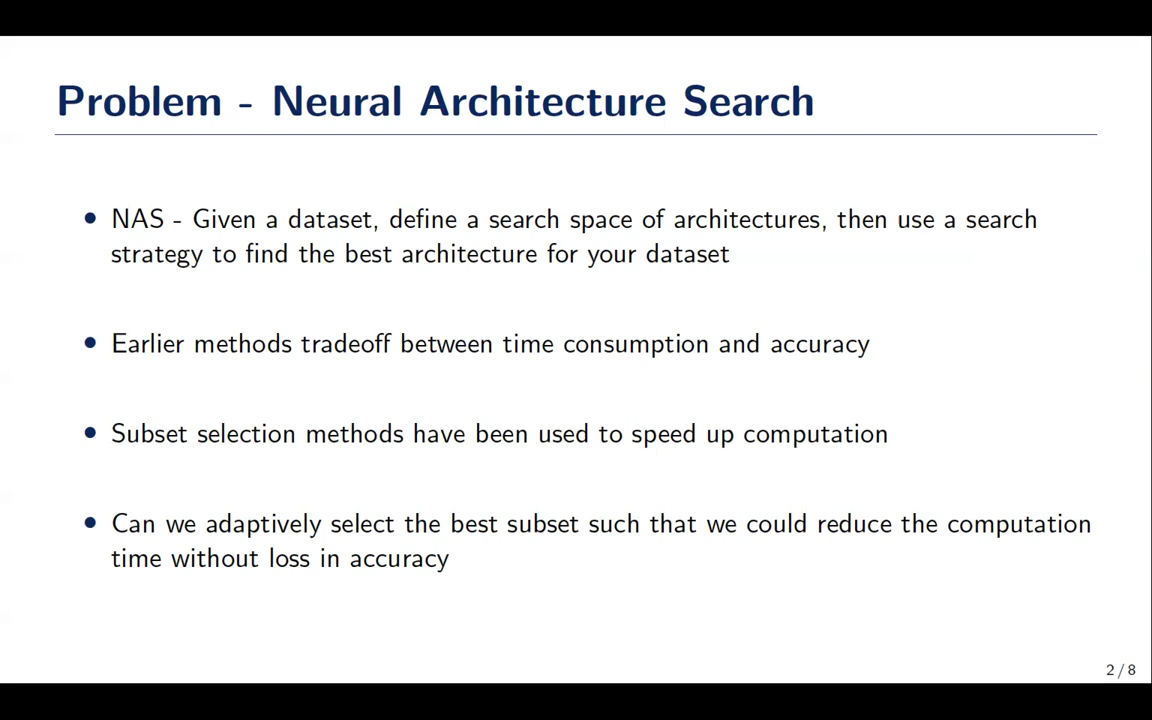 Problem - Neural Architecture Search
• NAS - Given a dataset, define a search space of architectures, then use a search
strategy to find the best architecture for your dataset
• Earlier methods tradeoff between time consumption and accuracy
• Subset selection methods have been used to speed up computation
• Can we adaptively select the best subset such that we could reduce the computation
time without loss in accuracy
2 / 8